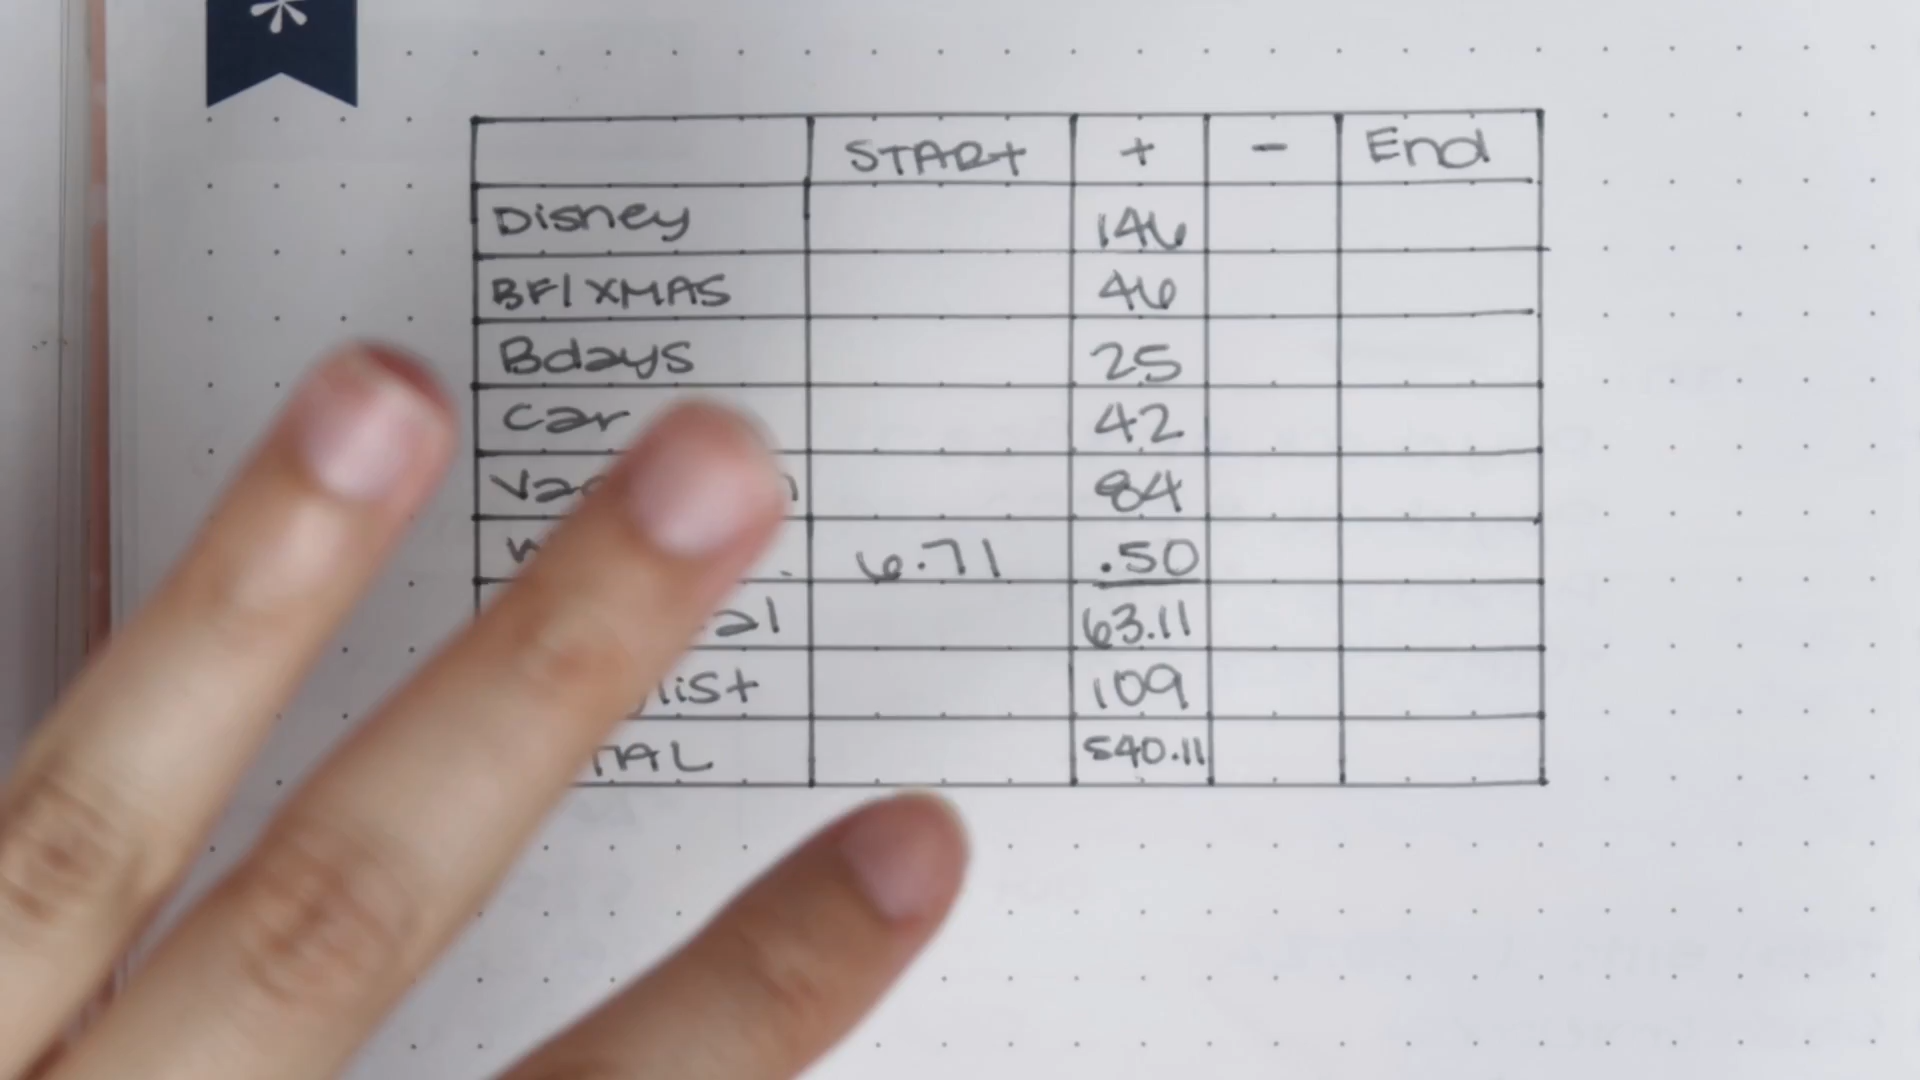 START + - End
Disney 146
BF/XMAS 46
Bdays 25
Car 42
84
6.71 .50
63.11
109
540.11